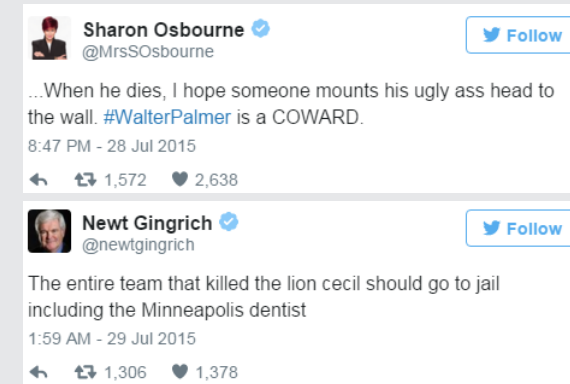 Sharon Osbourne
Follow
@MrsSOsbourne
...When he dies, I hope someone mounts his ugly ass head to
the wall. #WalterPalmer is a COWARD.
8:47 PM - 28 Jul 2015
1,572 2,638
Newt Gingrich
Follow
@newtgingrich
The entire team that killed the lion cecil should go to jail
including the Minneapolis dentist
1:59 AM - 29 Jul 2015
1,306 1,378